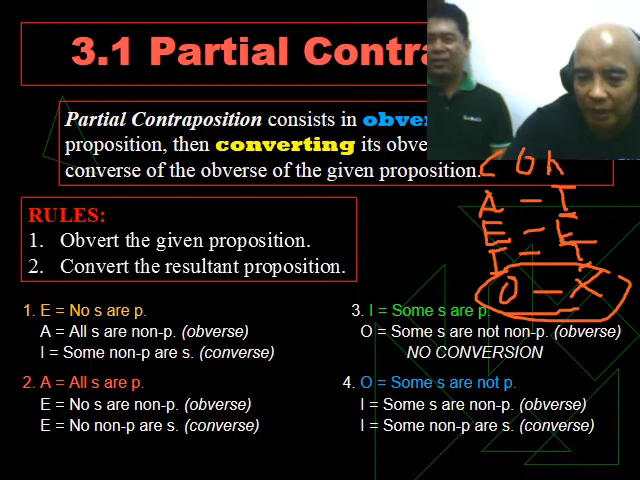 3.1 Partial Contra
Partial Contraposition consists in obver
proposition, then converting its obve
converse of the obverse of the given proposition.
Con
A – I
E – E
I – I
O – X
RULES:
1. Obvert the given proposition.
2. Convert the resultant proposition.
1. E = No s are p.
A = All s are non-p. (obverse)
I = Some non-p are s. (converse)
2. A = All s are p.
E = No s are non-p. (obverse)
E = No non-p are s. (converse)
3. I = Some s are p.
O = Some s are not non-p. (obverse)
NO CONVERSION
4. O = Some s are not p.
I = Some s are non-p. (obverse)
I = Some non-p are s. (converse)